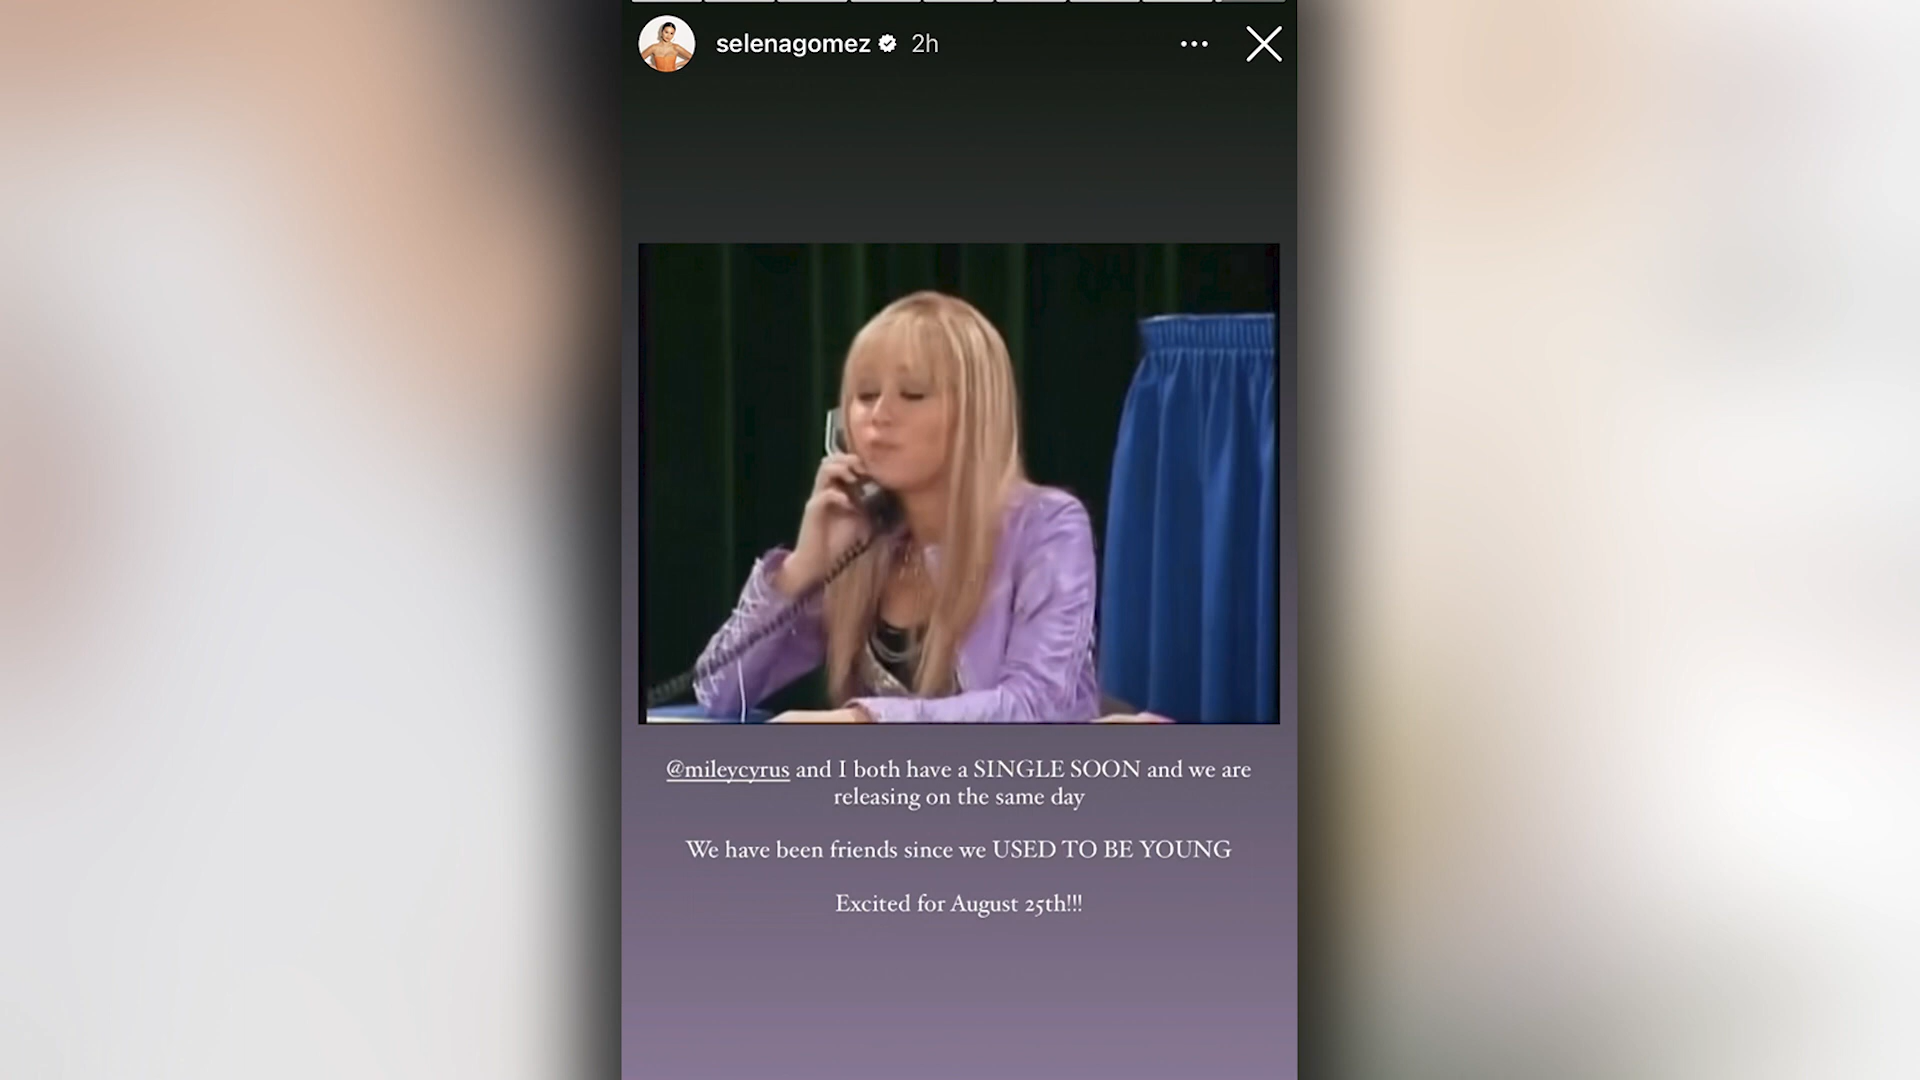 selenagomez 2h
@mileycyrus and I both have a SINGLE SOON and we are
releasing on the same day
We have been friends since we USED TO BE YOUNG
Excited for August 25th!!!